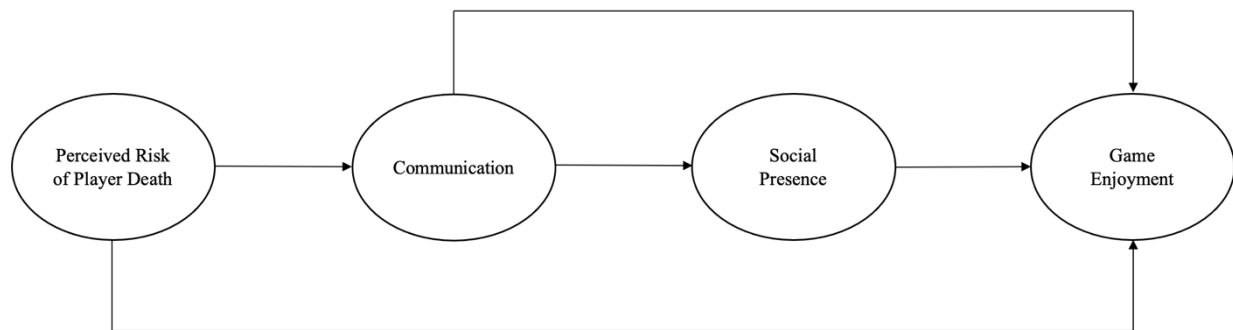 Perceived Risk
of Player Death
Communication
Social
Presence
Game
Enjoyment